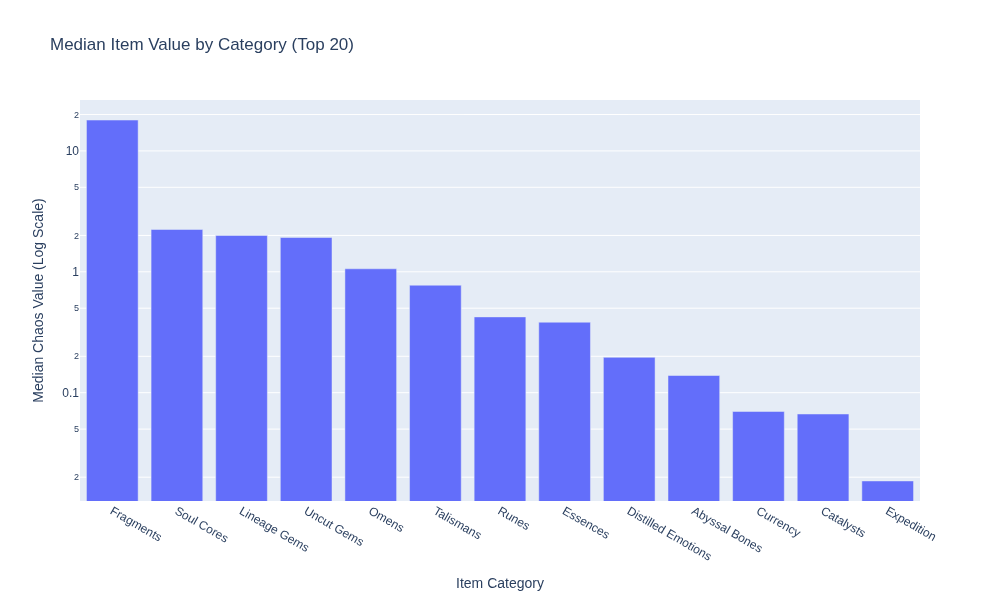 Median Item Value by Category (Top 20)
Median Chaos Value (Log Scale)
2
10
5
2
1
5
2
0.1
5
2
Fragments
Soul Cores
Lineage Gems
Uncut Gems
Omens
Talismans
Runes
Essences
Distilled Emotions
Abyssal Bones
Currency
Catalysts
Expedition
Item Category